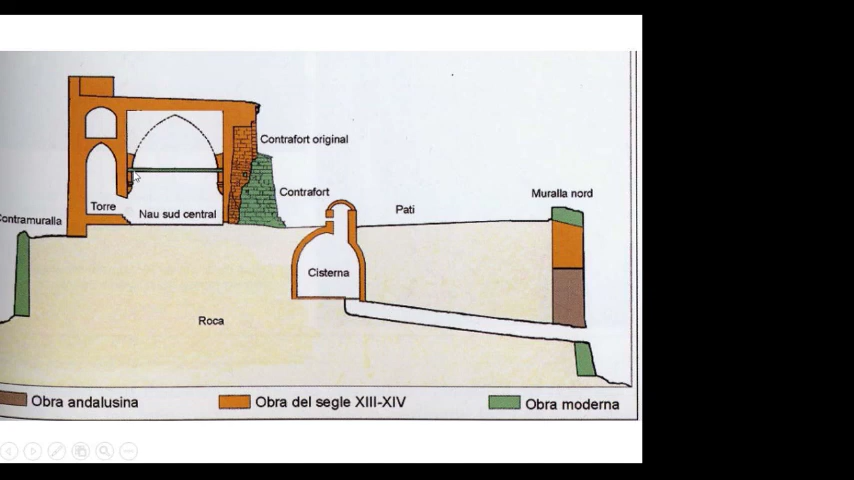 Contrafort original
Contrafort
Muralla nord
Torre
Nau sud central
Pati
Contramuralla
Cisterna
Roca
Obra andalusina
Obra del segle XIII-XIV
Obra moderna